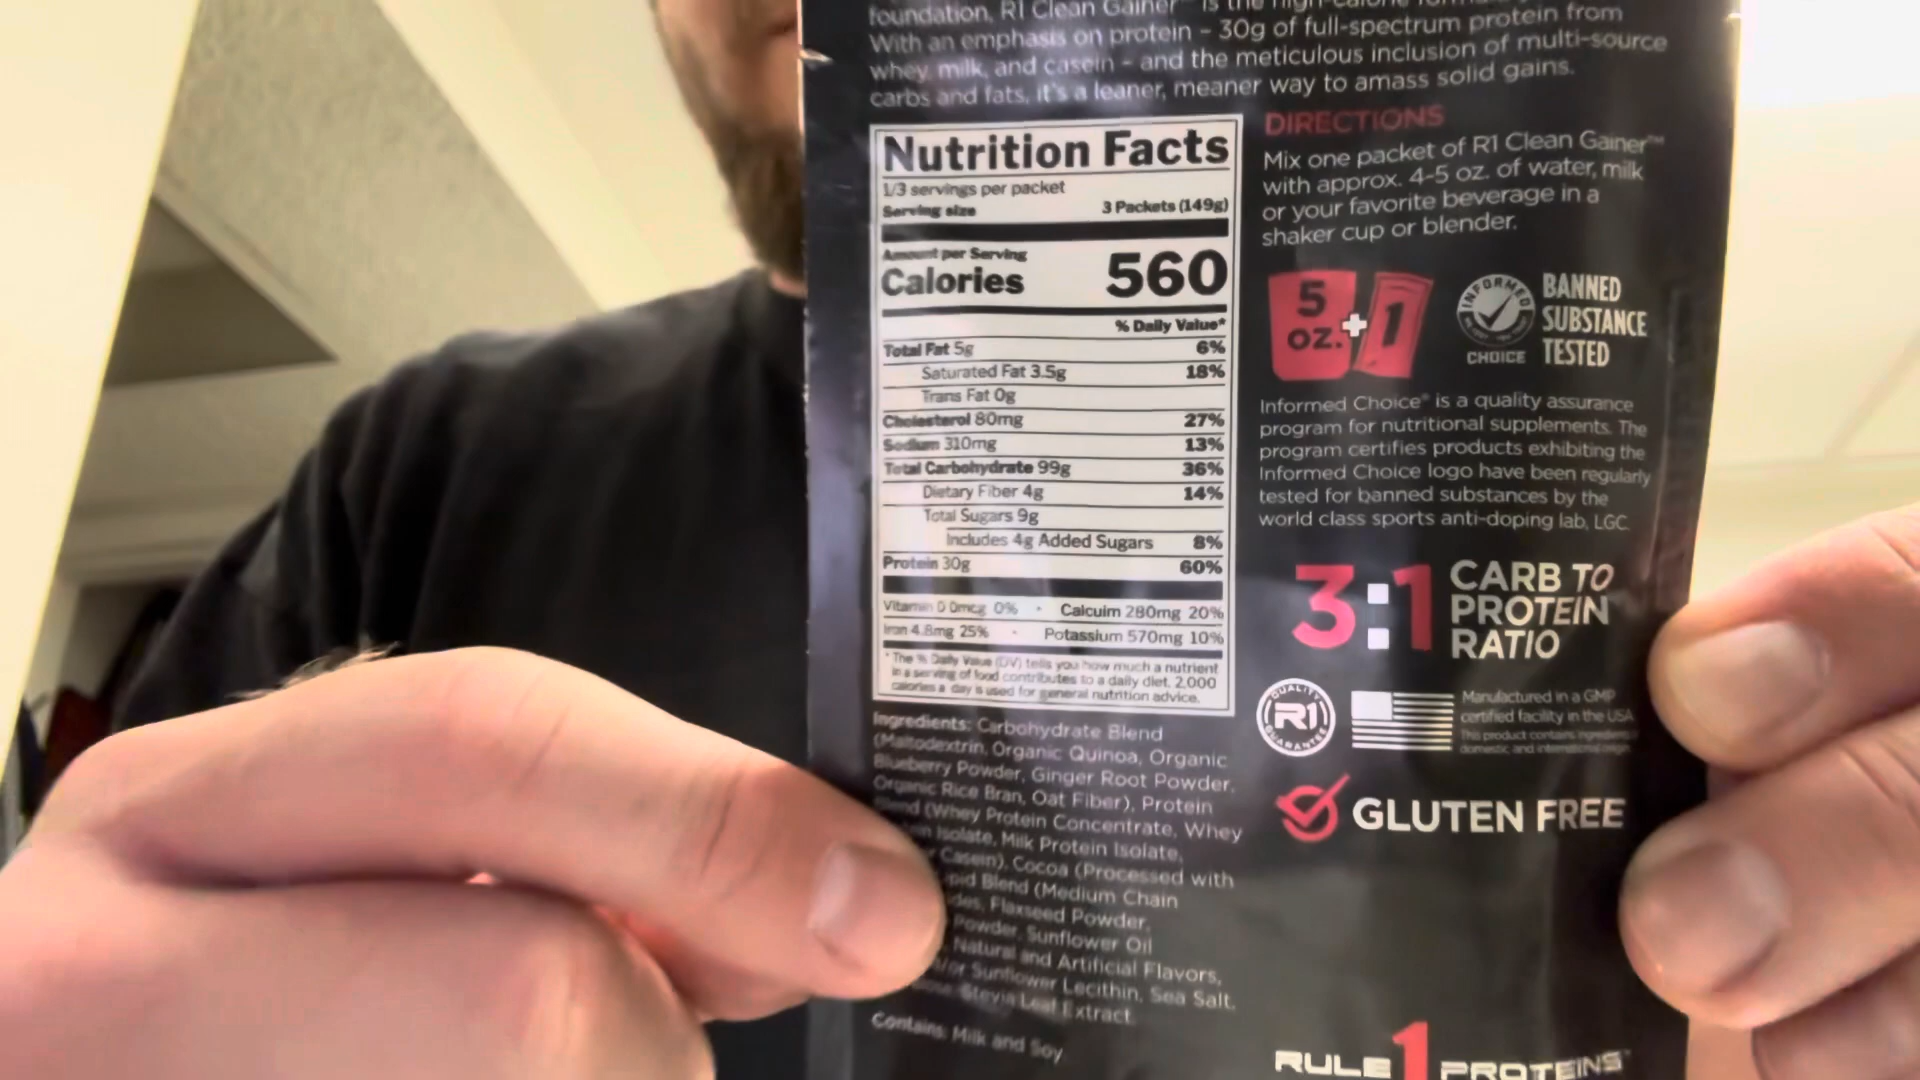 foundation, R1 Clean Gainer™ is the high-calorie
With an emphasis on protein – 30g of full-spectrum protein from
whey, milk, and casein – and the meticulous inclusion of multi-source
carbs and fats, it's a leaner, meaner way to amass solid gains.
Nutrition Facts
1/3 servings per packet
Serving size 3 Packets (149g)
Amount per Serving
Calories 560
% Daily Value*
Total Fat 5g 6%
Saturated Fat 3.5g 18%
Trans Fat 0g
Cholesterol 80mg 27%
Sodium 310mg 13%
Total Carbohydrate 99g 36%
Dietary Fiber 4g 14%
Total Sugars 9g
Includes 4g Added Sugars 8%
Protein 30g 60%
Vitamin D 0mcg 0% • Calcuim 280mg 20%
Iron 4.8mg 25% • Potassium 570mg 10%
* The % Daily Value (DV) tells you how much a nutrient
in a serving of food contributes to a daily diet. 2,000
calories a day is used for general nutrition advice.
Ingredients: Carbohydrate Blend
(Maltodextrin, Organic Quinoa, Organic
Blueberry Powder, Ginger Root Powder,
Organic Rice Bran, Oat Fiber), Protein
Blend (Whey Protein Concentrate, Whey
Isolate, Milk Protein Isolate,
Casein), Cocoa (Processed with
Blend (Medium Chain
Flaxseed Powder,
Powder, Sunflower Oil
Natural and Artificial Flavors,
Sunflower Lecithin, Sea Salt,
Stevia Leaf Extract.
Contains: Milk and Soy
DIRECTIONS
Mix one packet of R1 Clean Gainer™
with approx. 4-5 oz. of water, milk
or your favorite beverage in a
shaker cup or blender.
5 OZ. + 1
INFORMED
CHOICE
BANNED
SUBSTANCE
TESTED
Informed Choice® is a quality assurance
program for nutritional supplements. The
program certifies products exhibiting the
Informed Choice logo have been regularly
tested for banned substances by the
world class sports anti-doping lab, LGC.
3:1 CARB TO
PROTEIN
RATIO
QUALITY
R1
GUARANTEE
Manufactured in a GMP
certified facility in the USA
This product contains ingredients
domestic and international origin
GLUTEN FREE
RULE 1 PROTEINS™